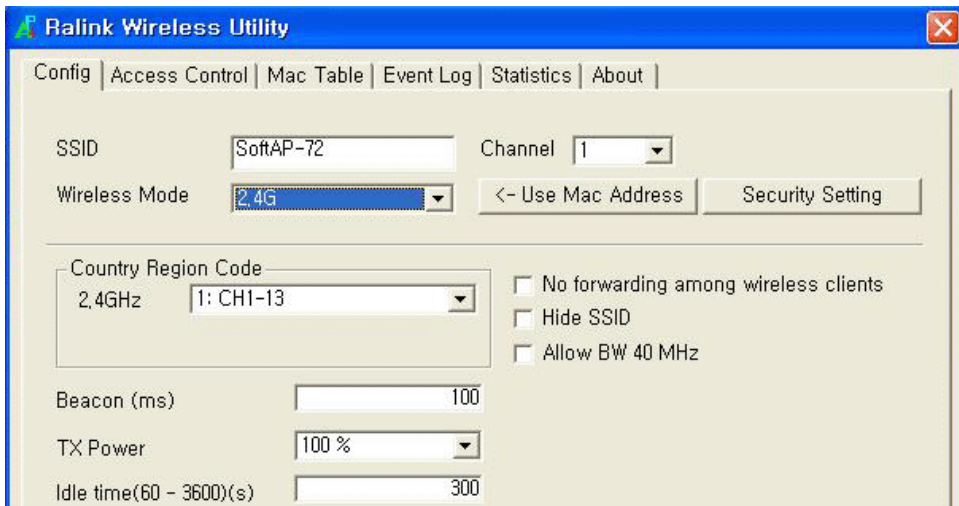 Ralink Wireless Utility
Config Access Control Mac Table Event Log Statistics About
SSID SoftAP-72 Channel 1
Wireless Mode 2.4G <- Use Mac Address Security Setting
Country Region Code
2.4GHz 1: CH1-13
No forwarding among wireless clients
Hide SSID
Allow BW 40 MHz
Beacon (ms) 100
TX Power 100 %
Idle time(60 - 3600)(s) 300